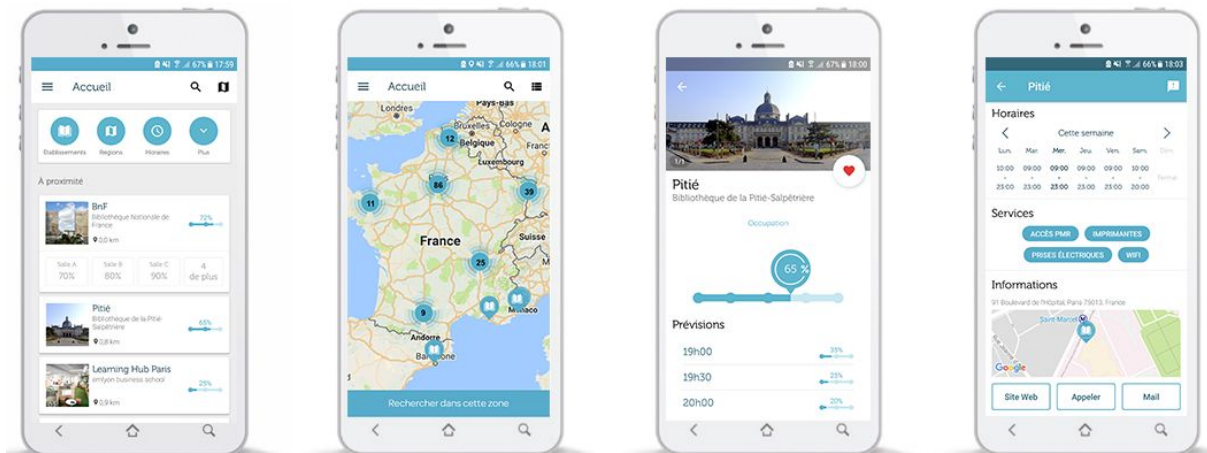 67% 17:59
Accueil
Etablissements
Régions
Horaires
Plus
À proximité
BnF
Bibliothèque Nationale de
France
0,0 km
72%
Salle A
70%
Salle B
80%
Salle C
90%
4
de plus
Pitié
Bibliothèque de la Pitié-
Salpêtrière
0,8 km
65%
Learning Hub Paris
emlyon business school
0,9 km
25%
66% 18:01
Accueil
Londres
Pays-Bas
Bruxelles
Cologne
Belgique
Luxembourg
12
86
11
39
France
Suisse
25
9
Monaco
Andorre
Rechercher dans cette zone
67% 18:00
1/1
Pitié
Bibliothèque de la Pitié-Salpêtrière
Occupation
65 %
Prévisions
19h00
35%
19h30
25%
20h00
20%
66% 18:03
Pitié
Horaires
Cette semaine
Lun. Mar. Mer. Jeu. Ven. Sam. Dim.
10:00 09:00 09:00 09:00 09:00 10:00
- - - - - - Fermé
23:00 23:00 23:00 23:00 23:00 20:00
Services
ACCÈS PMR
IMPRIMANTES
PRISES ÉLECTRIQUES
WIFI
Informations
91 Boulevard de l'Hôpital, Paris 75013, France
Saint Marcel
Google
Site Web
Appeler
Mail